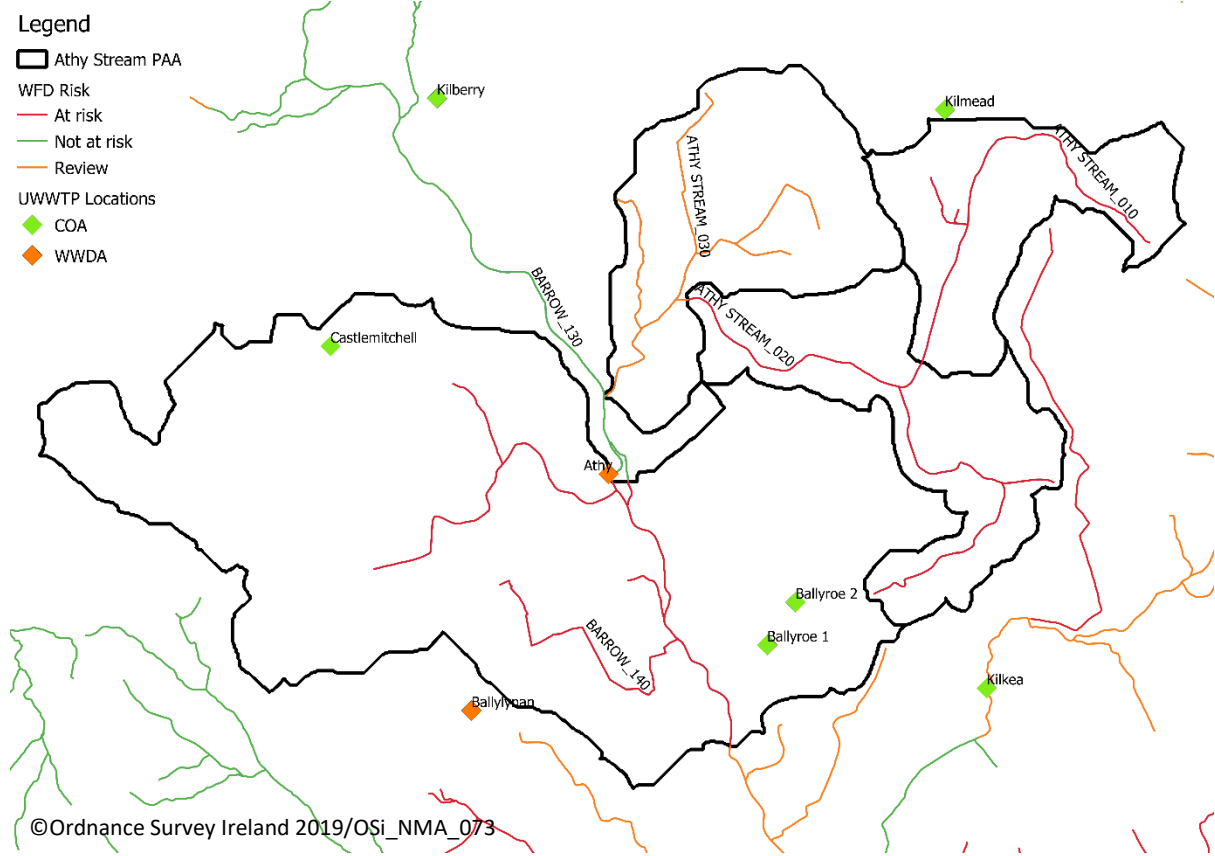 Legend
Athy Stream PAA
WFD Risk
At risk
Not at risk
Review
UWWTP Locations
COA
WWDA
Kilberry
Kilmead
ATHY STREAM_010
ATHY STREAM_030
BARROW_130
ATHY STREAM_020
Castlemitchell
Athy
Ballyroe 2
Ballyroe 1
BARROW_140
Kilkea
Ballylynan
©Ordnance Survey Ireland 2019/OSi_NMA_073